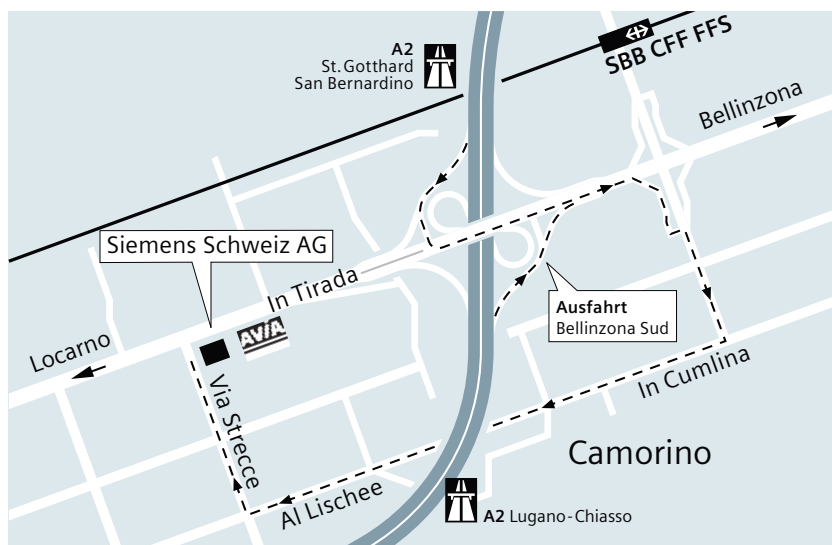 A2
St. Gotthard
San Bernardino
SBB CFF FFS
Bellinzona
Siemens Schweiz AG
In Tirada
AVIA
Ausfahrt
Bellinzona Sud
Locarno
Via Strecce
In Cumlina
Camorino
Al Lischee
A2 Lugano-Chiasso